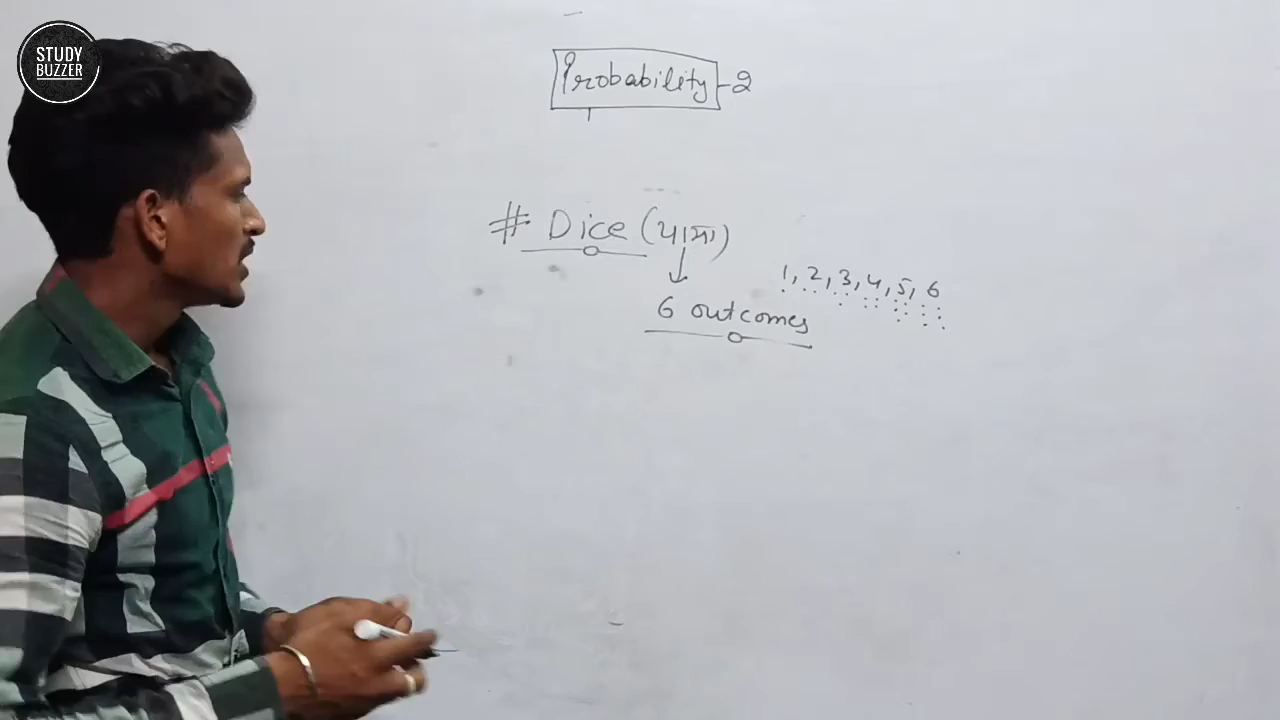 STUDY
BUZZER
Probability-2
# Dice (पासा)
1, 2, 3, 4, 5, 6
6 outcomes